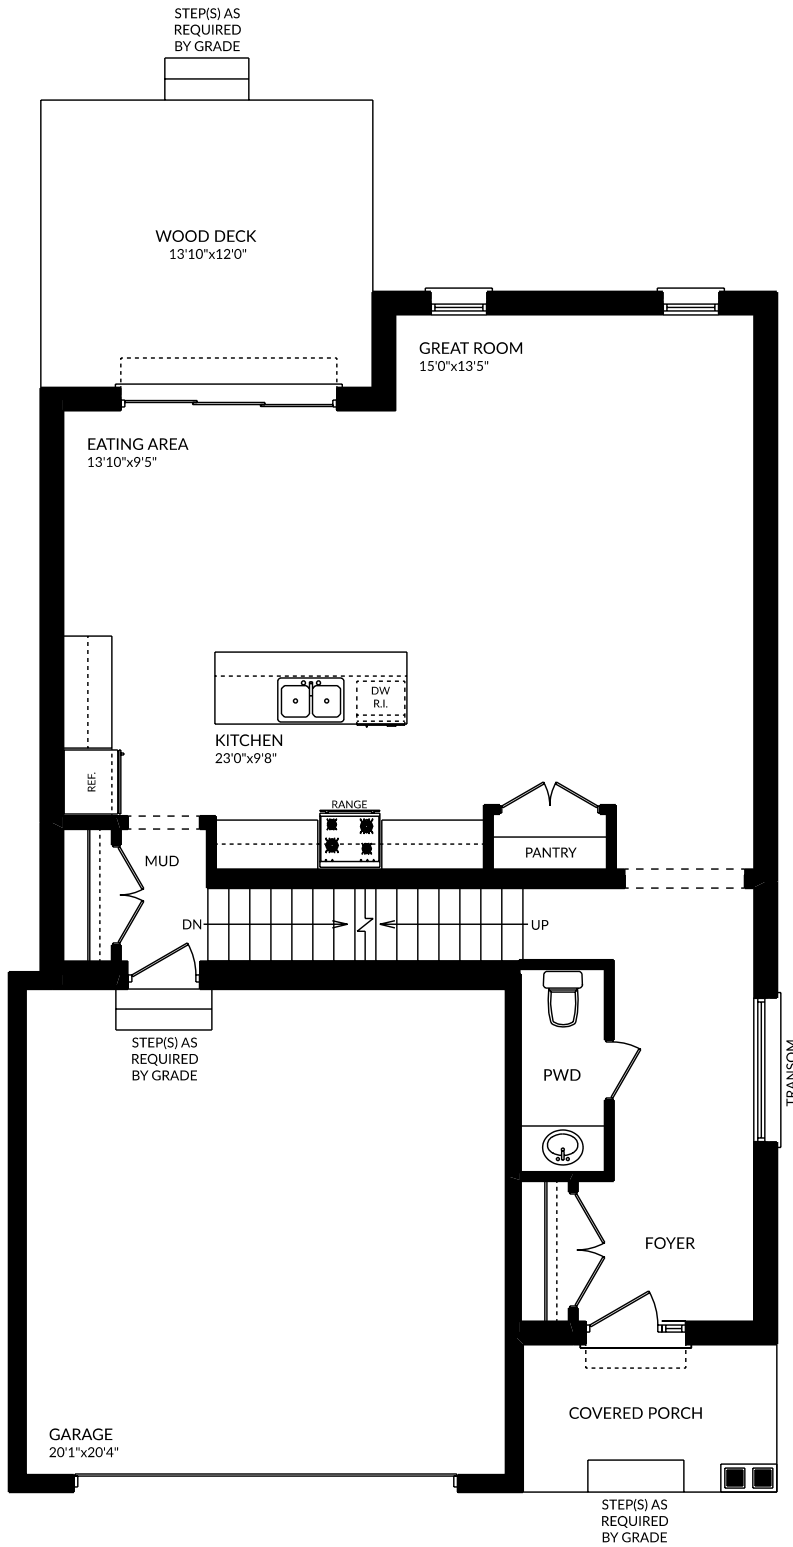 STEP(S) AS
REQUIRED
BY GRADE
WOOD DECK
13'10"x12'0"
GREAT ROOM
15'0"x13'5"
EATING AREA
13'10"x9'5"
DW
R.I.
KITCHEN
23'0"x9'8"
REF.
RANGE
MUD
PANTRY
DN
UP
STEP(S) AS
REQUIRED
BY GRADE
PWD
TRANSOM
FOYER
COVERED PORCH
GARAGE
20'1"x20'4"
STEP(S) AS
REQUIRED
BY GRADE